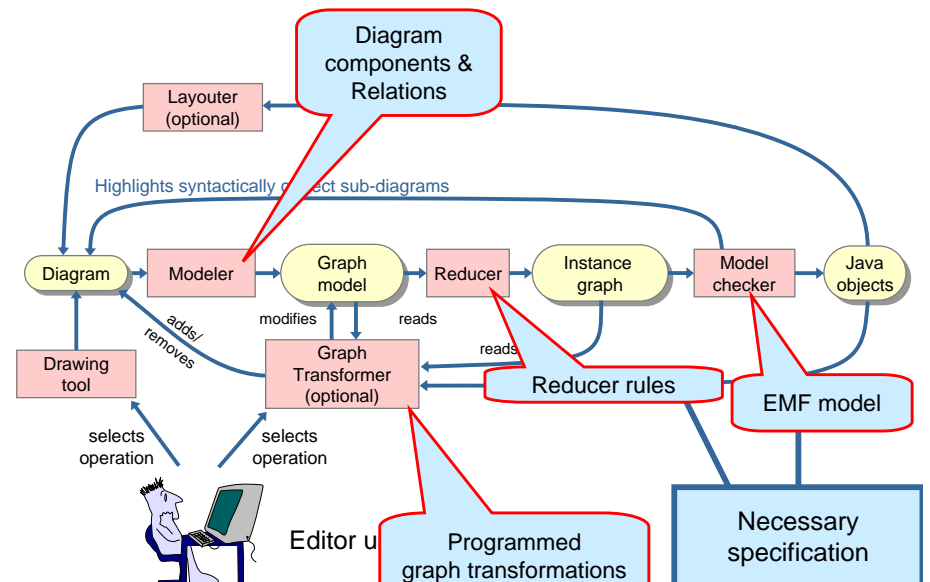 Diagram
components &
Relations
Layouter
(optional)
Highlights syntactically ect sub-diagrams
Diagram
Modeler
Graph
model
Reducer
Instance
graph
Model
checker
Java
objects
adds/
removes
modifies
reads
reads
Drawing
tool
Graph
Transformer
(optional)
Reducer rules
EMF model
selects
operation
selects
operation
Editor u
Programmed
graph transformations
Necessary
specification